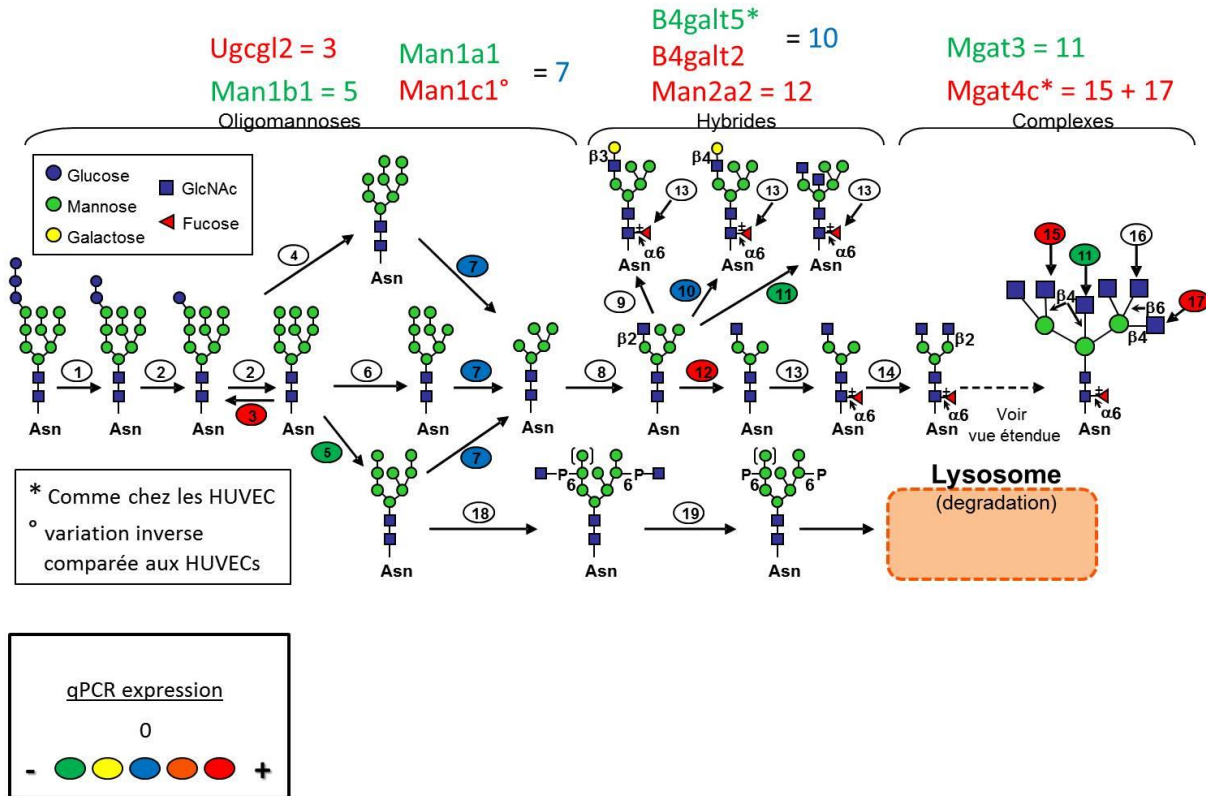 Ugcgl2 = 3
Man1b1 = 5
Man1a1
Man1c1°
= 7
B4galt5*
B4galt2
= 10
Man2a2 = 12
Mgat3 = 11
Mgat4c* = 15 + 17
Oligomannoses
Hybrides
Complexes
Glucose
Mannose
Galactose
GlcNAc
Fucose
β3
13
±
α6
Asn
β4
13
±
α6
Asn
13
±
α6
Asn
4
Asn
7
9
10
11
15
11
16
17
β4
β6
β4
±
α6
Asn
1
2
2
3
6
7
β2
8
12
13
±
α6
14
β2
±
α6
Asn
Asn
Asn
Asn
Asn
Asn
Asn
Asn
Asn
Asn
Voir
vue étendue
5
7
P
6
6
P
P
6
6
P
18
19
Asn
Asn
Asn
Lysosome
(degradation)
* Comme chez les HUVEC
° variation inverse
comparée aux HUVECs
qPCR expression
0
- +